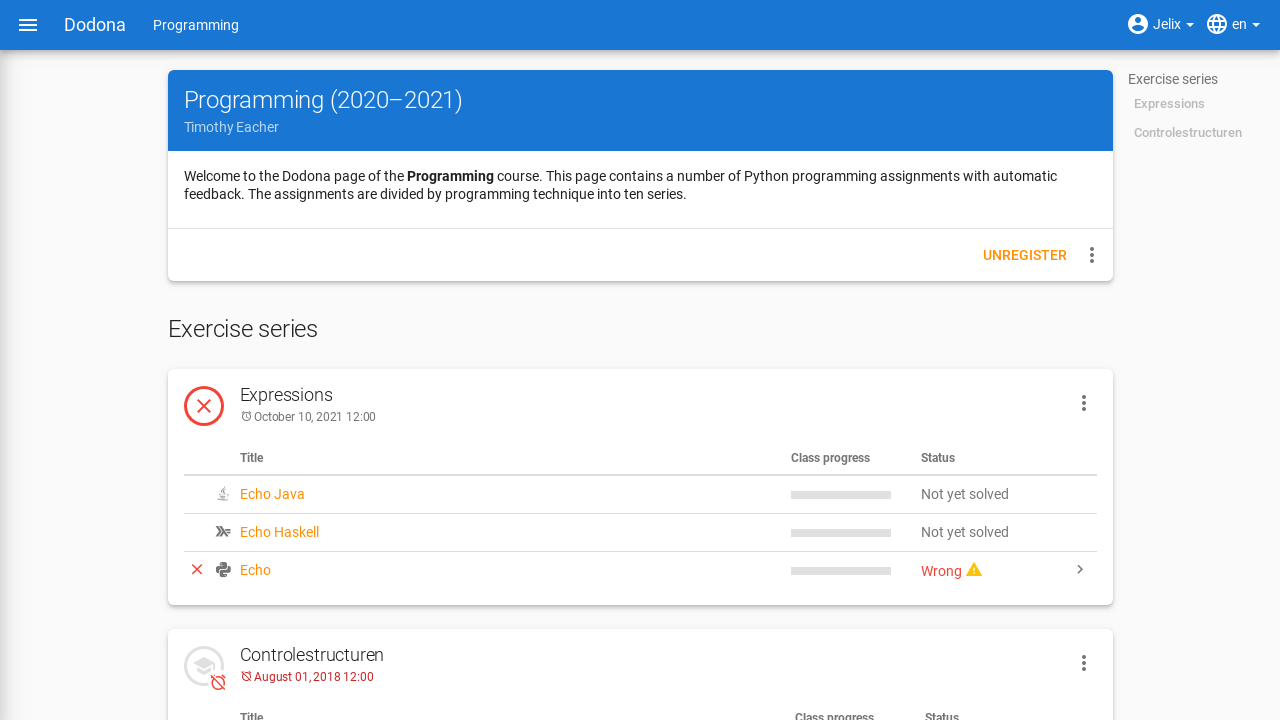 Dodona
Programming
Jelix
en
Programming (2020–2021)
Timothy Eacher
Welcome to the Dodona page of the Programming course. This page contains a number of Python programming assignments with automatic
feedback. The assignments are divided by programming technique into ten series.
UNREGISTER
Exercise series
Expressions
Controlestructuren
Exercise series
Expressions
October 10, 2021 12:00
Title Class progress Status
Echo Java Not yet solved
Echo Haskell Not yet solved
Echo Wrong
Controlestructuren
August 01, 2018 12:00
Title Class progress Status